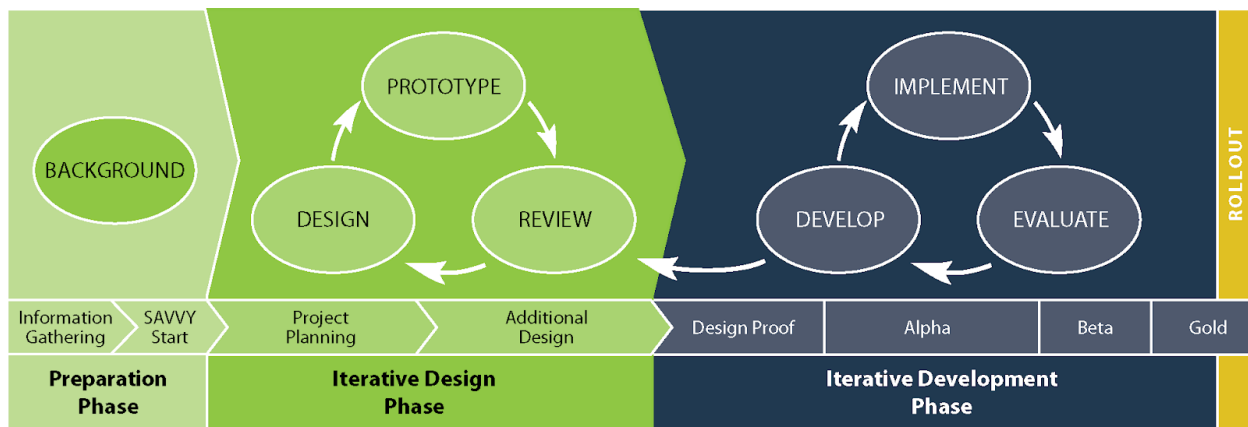 PROTOTYPE
IMPLEMENT
BACKGROUND
DESIGN
REVIEW
DEVELOP
EVALUATE
ROLLOUT
Information
Gathering
SAVVY
Start
Project
Planning
Additional
Design
Design Proof
Alpha
Beta
Gold
Preparation
Phase
Iterative Design
Phase
Iterative Development
Phase